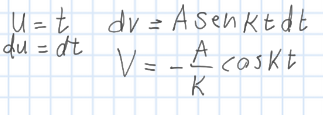 U = t dv = A sen kt dt
du = dt
V = - A/K cos kt